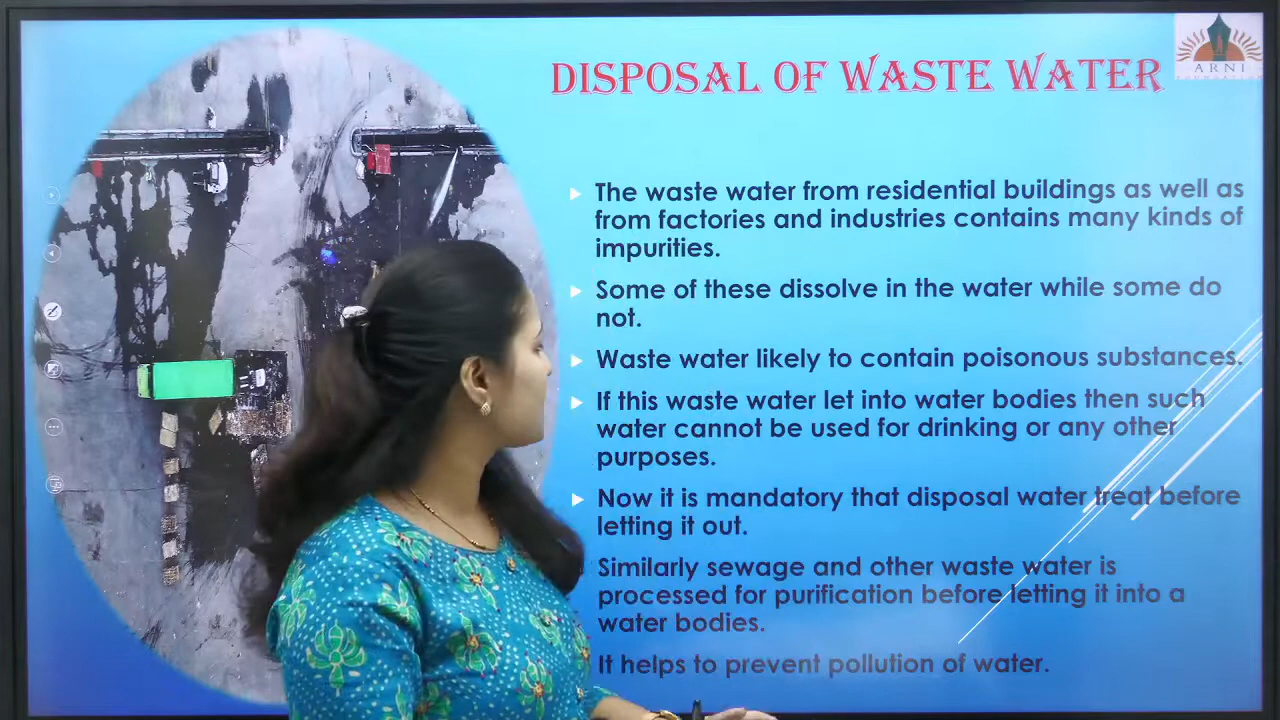 ARNI
DISPOSAL OF WASTE WATER
The waste water from residential buildings as well as
from factories and industries contains many kinds of
impurities.
Some of these dissolve in the water while some do
not.
Waste water likely to contain poisonous substances.
If this waste water let into water bodies then such
water cannot be used for drinking or any other
purposes.
Now it is mandatory that disposal water treat before
letting it out.
Similarly sewage and other waste water is
processed for purification before letting it into a
water bodies.
It helps to prevent pollution of water.